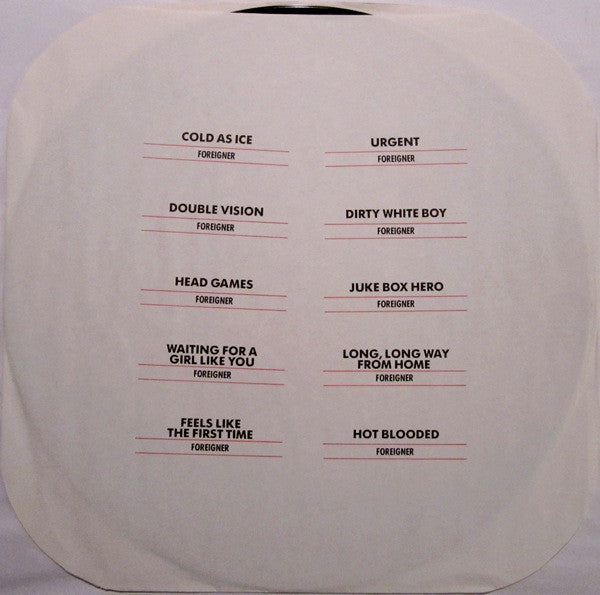 COLD AS ICE
FOREIGNER
DOUBLE VISION
FOREIGNER
HEAD GAMES
FOREIGNER
WAITING FOR A
GIRL LIKE YOU
FOREIGNER
FEELS LIKE
THE FIRST TIME
FOREIGNER
URGENT
FOREIGNER
DIRTY WHITE BOY
FOREIGNER
JUKE BOX HERO
FOREIGNER
LONG, LONG WAY
FROM HOME
FOREIGNER
HOT BLOODED
FOREIGNER